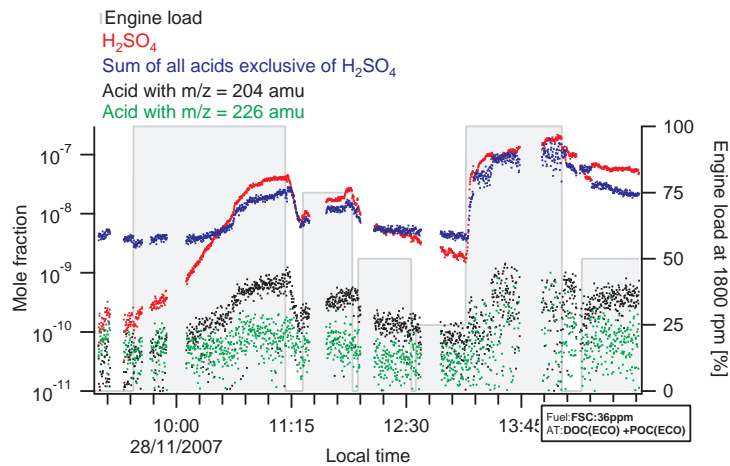 Engine load
H₂SO₄
Sum of all acids exclusive of H₂SO₄
Acid with m/z = 204 amu
Acid with m/z = 226 amu
10⁻⁷
10⁻⁸
10⁻⁹
10⁻¹⁰
10⁻¹¹
Mole fraction
100
75
50
25
0
Engine load at 1800 rpm [%]
10:00
11:15
12:30
13:45
28/11/2007
Local time
Fuel:FSC:36ppm
AT:DOC(ECO) +POC(ECO)